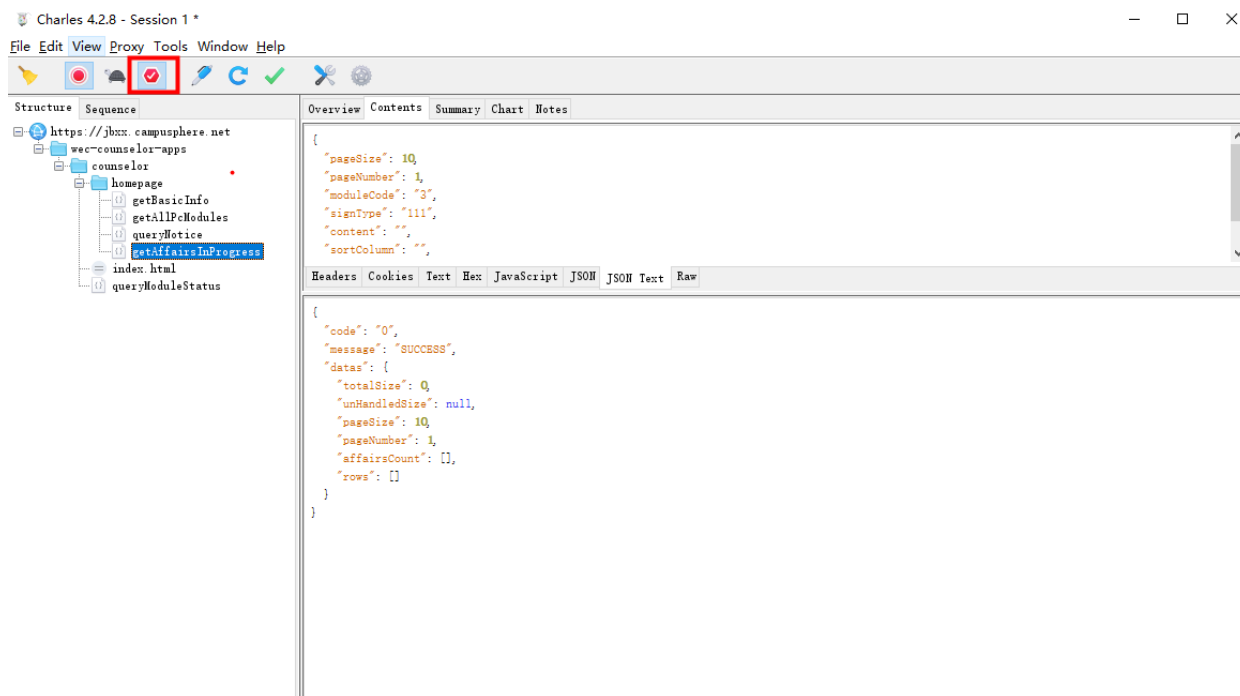 Charles 4.2.8 - Session 1 *
File Edit View Proxy Tools Window Help
Structure Sequence
https://jbxx.campusphere.net
wec-counselor-apps
counselor
homepage
getBasicInfo
getAllPcModules
queryNotice
getAffairsInProgress
index.html
queryModuleStatus
Overview Contents Summary Chart Notes
{
"pageSize": 10,
"pageNumber": 1,
"moduleCode": "3",
"signType": "111",
"content": "",
"sortColumn": "",
Headers Cookies Text Hex JavaScript JSON JSON Text Raw
{
"code": "0",
"message": "SUCCESS",
"datas": {
"totalSize": 0,
"unHandledSize": null,
"pageSize": 10,
"pageNumber": 1,
"affairsCount": [],
"rows": []
}
}